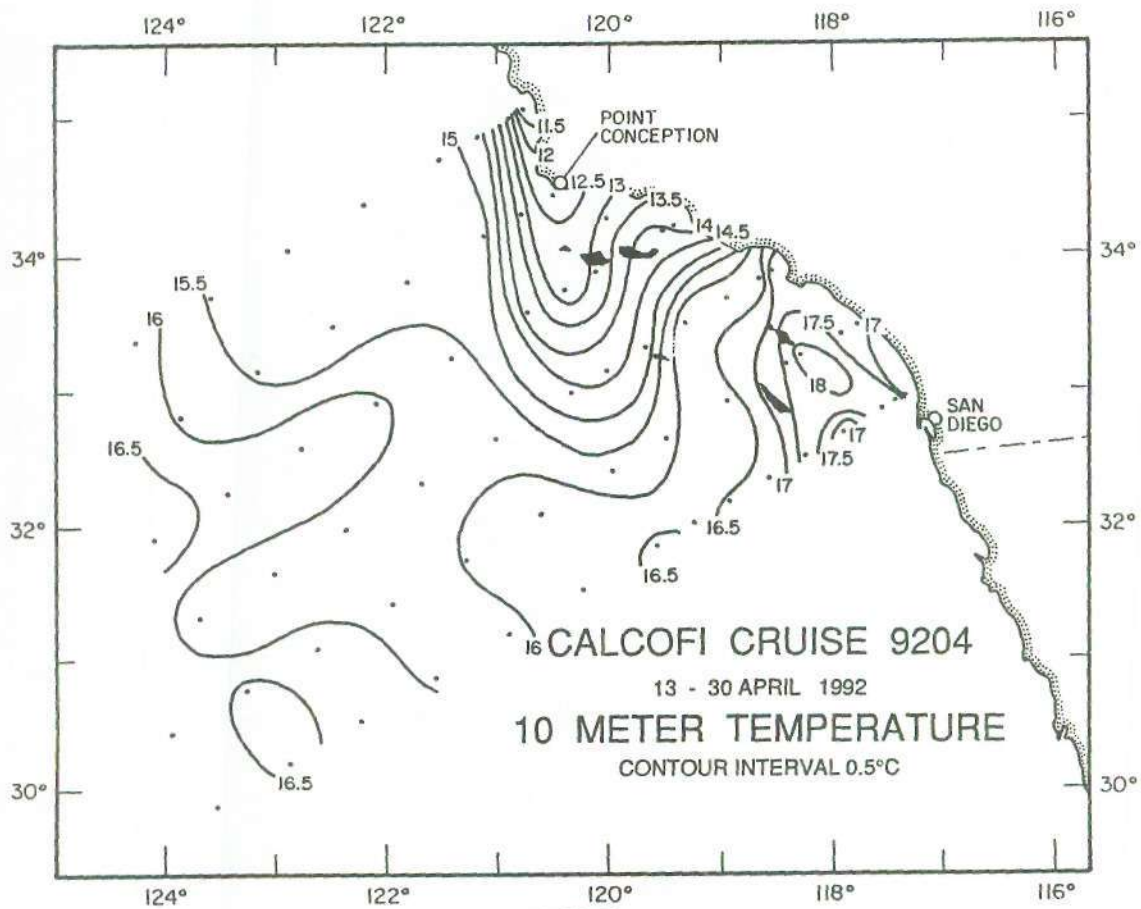 124° 122° 120° 118° 116°
POINT
CONCEPTION
11.5
12
15
12.5 13
13.5
14 14.5
34° 34°
15.5
16
17.5 17
18
SAN
DIEGO
17
17.5
16.5
17
16.5
32° 32°
16.5
16
CALCOFI CRUISE 9204
13 - 30 APRIL 1992
10 METER TEMPERATURE
CONTOUR INTERVAL 0.5°C
16.5
30° 30°
124° 122° 120° 118° 116°